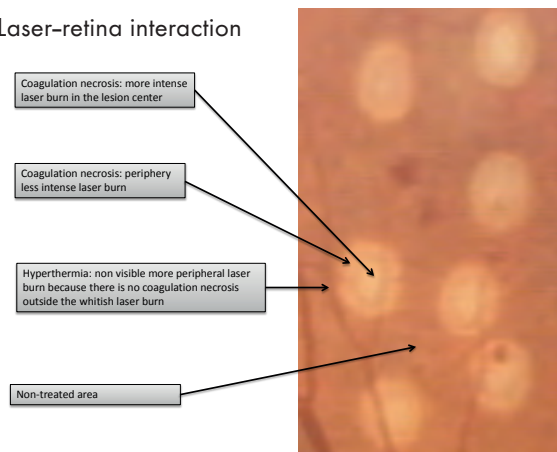 Laser–retina interaction
Coagulation necrosis: more intense
laser burn in the lesion center
Coagulation necrosis: periphery
less intense laser burn
Hyperthermia: non visible more peripheral laser
burn because there is no coagulation necrosis
outside the whitish laser burn
Non-treated area